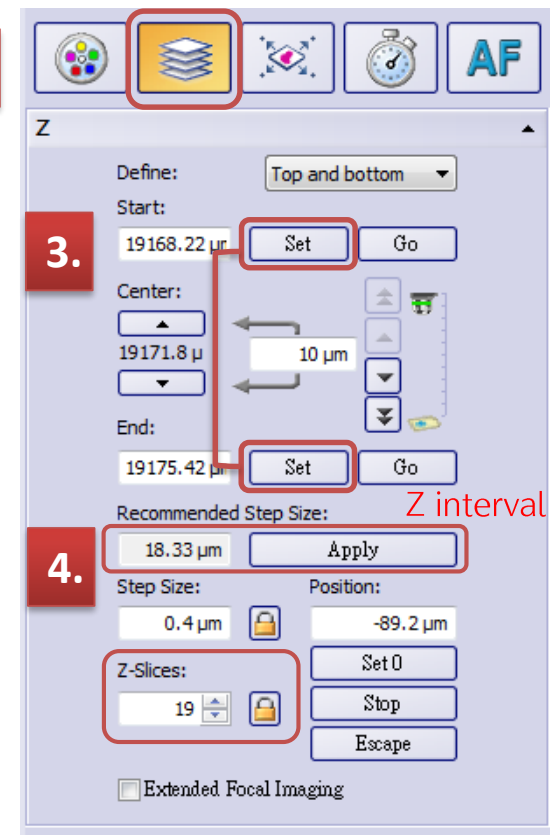 AF
Z
Define: Top and bottom
Start:
3. 19168.22 µr Set Go
Center:
19171.8 µ 10 µm
End:
19175.42 µr Set Go
Z interval
Recommended Step Size:
4. 18.33 µm Apply
Step Size: Position:
0.4 µm -89.2 µm
Z-Slices: Set 0
19 Stop
Escape
Extended Focal Imaging